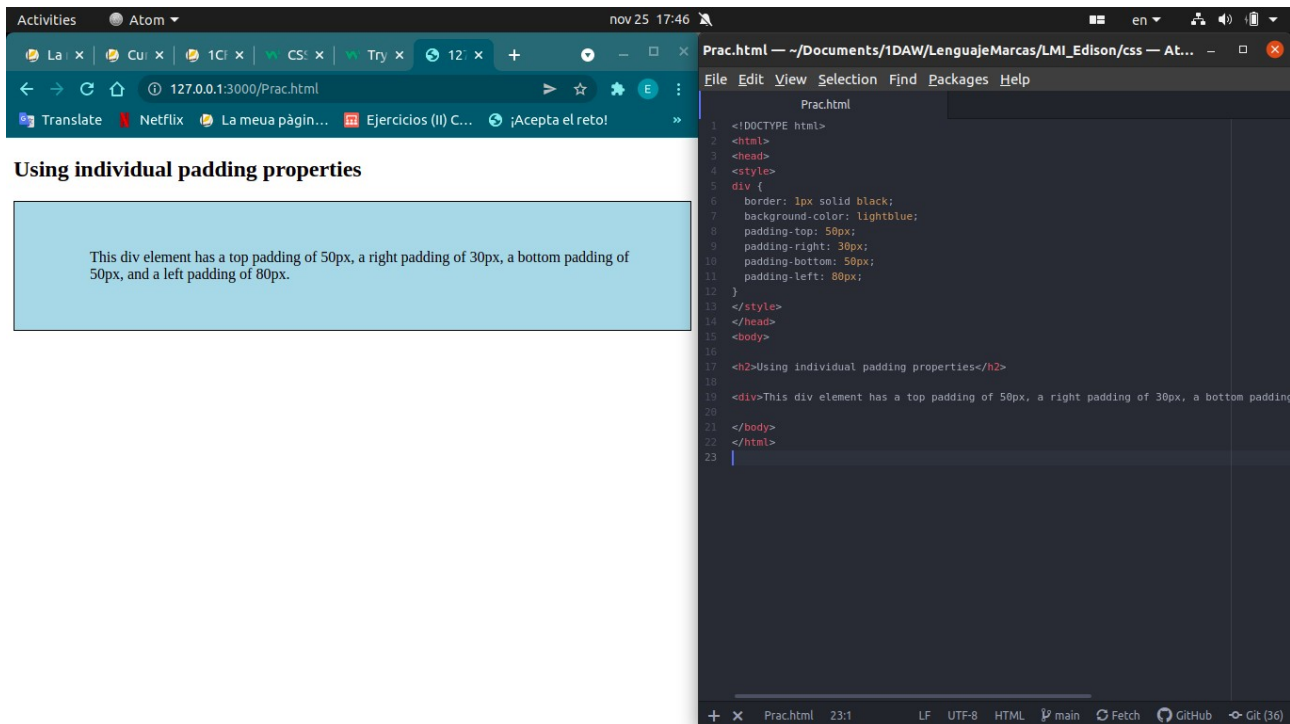 Activities Atom nov 25 17:46 en
La Cur 1CF CSS Try 127
127.0.0.1:3000/Prac.html E
Translate Netflix La meua pàgin... Ejercicios (II) C... ¡Acepta el reto! »
Using individual padding properties
This div element has a top padding of 50px, a right padding of 30px, a bottom padding of
50px, and a left padding of 80px.
Prac.html — ~/Documents/1DAW/LenguajeMarcas/LMI_Edison/css — At...
File Edit View Selection Find Packages Help
Prac.html
1 <!DOCTYPE html>
2 <html>
3 <head>
4 <style>
5 div {
6 border: 1px solid black;
7 background-color: lightblue;
8 padding-top: 50px;
9 padding-right: 30px;
10 padding-bottom: 50px;
11 padding-left: 80px;
12 }
13 </style>
14 </head>
15 <body>
16
17 <h2>Using individual padding properties</h2>
18
19 <div>This div element has a top padding of 50px, a right padding of 30px, a bottom padding
20
21 </body>
22 </html>
23
Prac.html 23:1 LF UTF-8 HTML main Fetch GitHub Git (36)